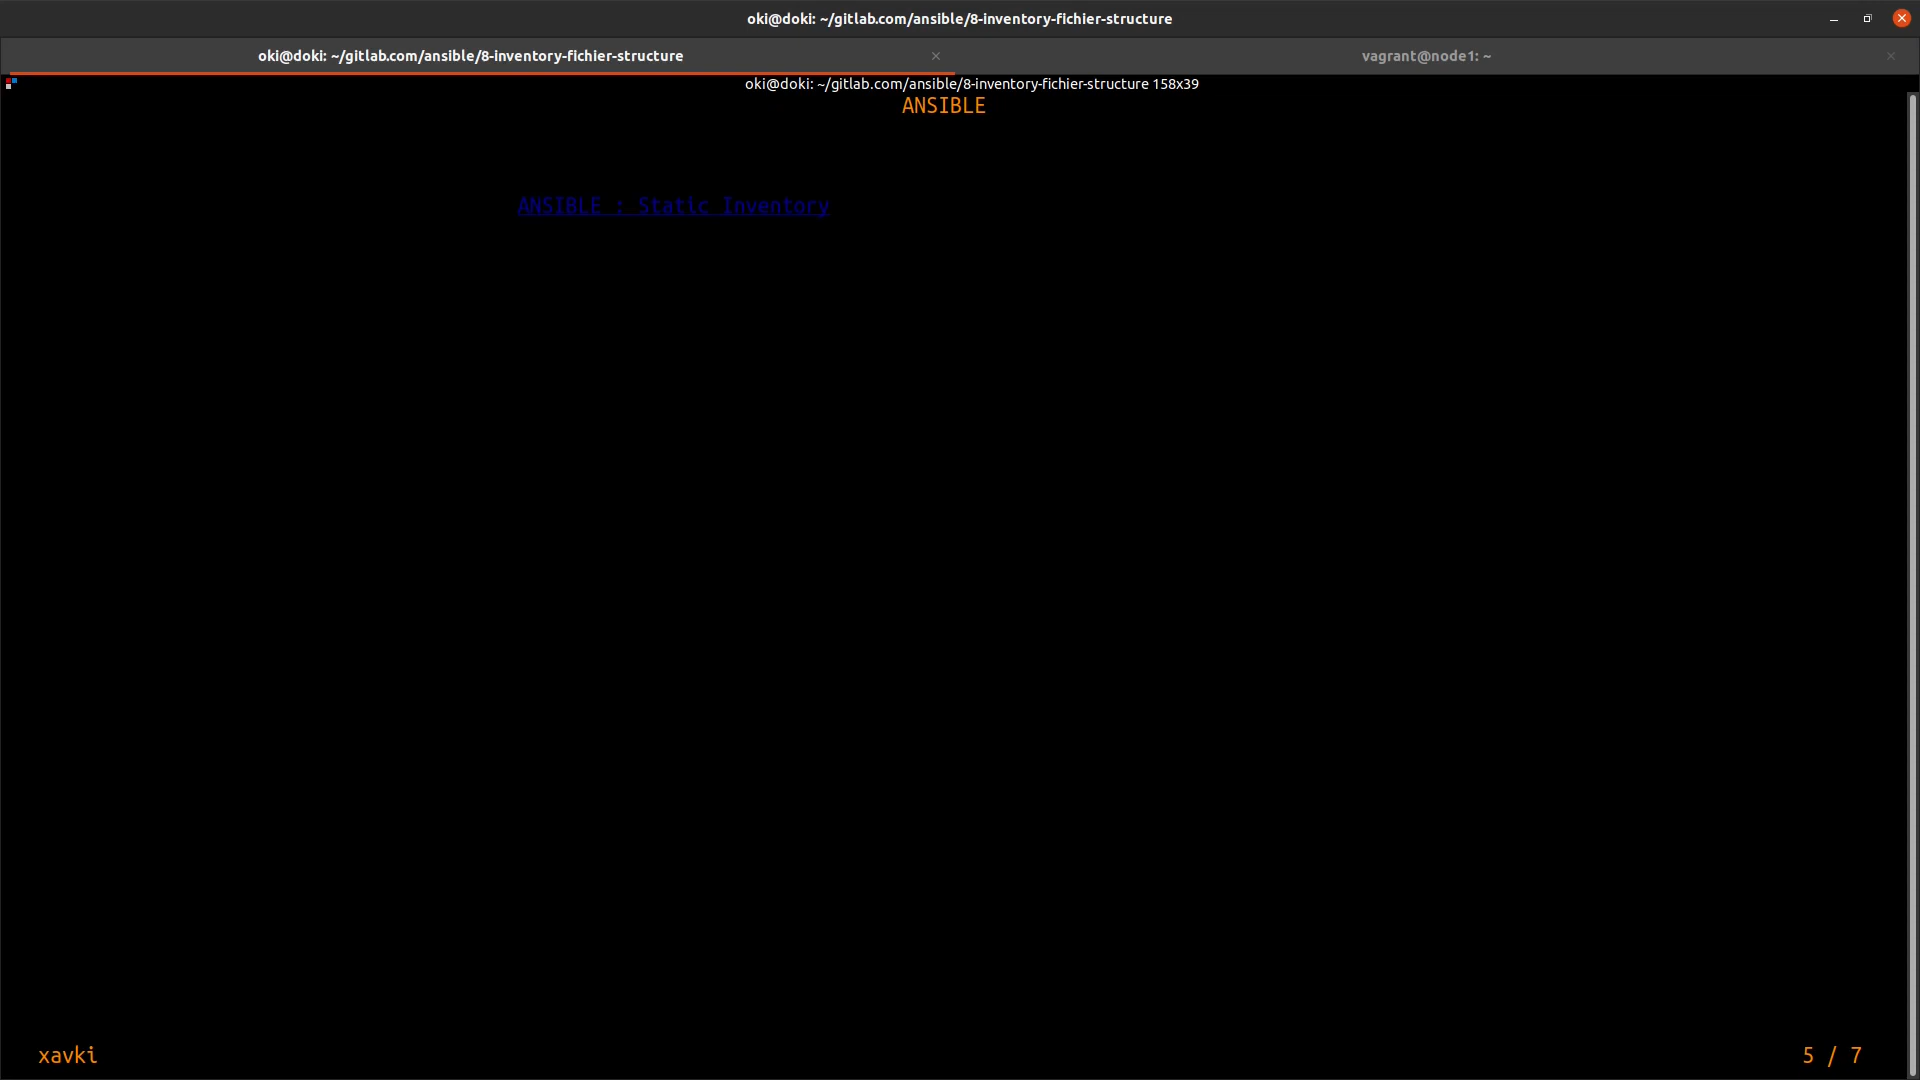 oki@doki: ~/gitlab.com/ansible/8-inventory-fichier-structure
oki@doki: ~/gitlab.com/ansible/8-inventory-fichier-structure
vagrant@node1: ~
oki@doki: ~/gitlab.com/ansible/8-inventory-fichier-structure 158x39
ANSIBLE
ANSIBLE : Static Inventory
xavki
5 / 7